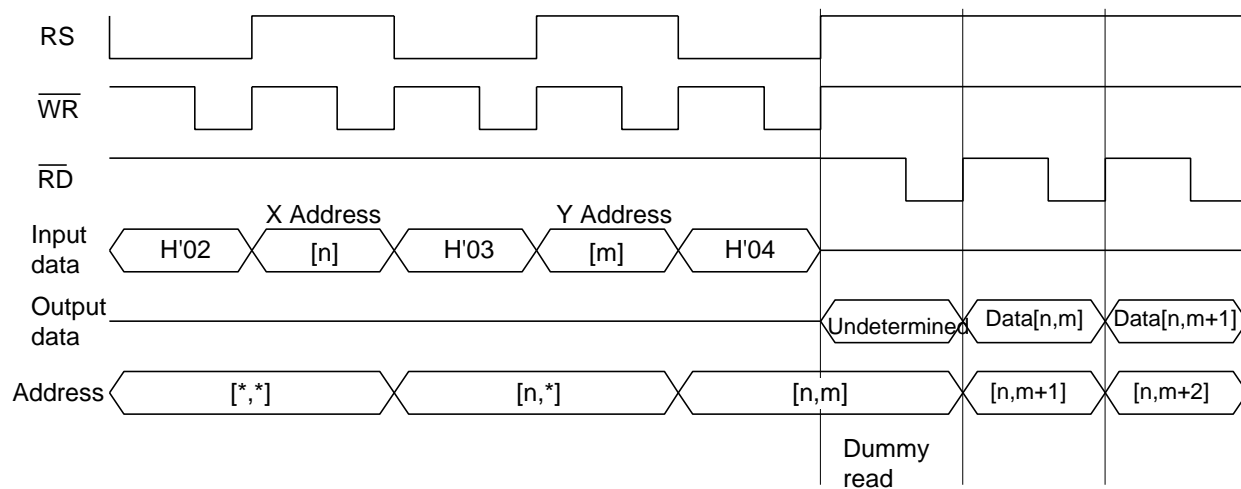 RS
WR
RD
X Address
Y Address
Input
data
H'02
[n]
H'03
[m]
H'04
Output
data
Undetermined
Data[n,m]
Data[n,m+1]
Address
[*,*]
[n,*]
[n,m]
[n,m+1]
[n,m+2]
Dummy
read